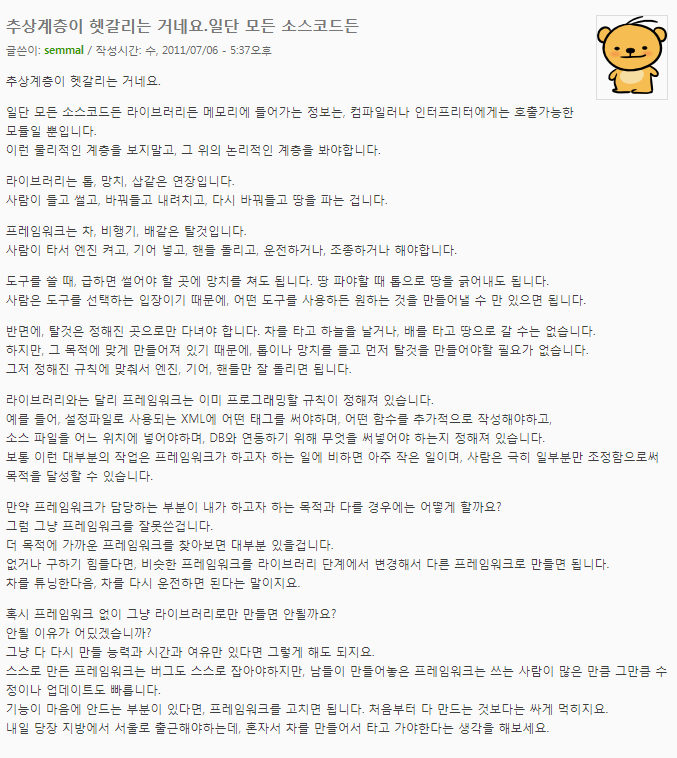 추상계층이 헷갈리는 거네요.일단 모든 소스코드든
글쓴이: semmal / 작성시간: 수, 2011/07/06 - 5:37오후
추상계층이 헷갈리는 거네요.
일단 모든 소스코드든 라이브러리든 메모리에 들어가는 정보는, 컴파일러나 인터프리터에게는 호출가능한
모듈일 뿐입니다.
이런 물리적인 계층을 보지말고, 그 위의 논리적인 계층을 봐야합니다.
라이브러리는 톱, 망치, 삽같은 연장입니다.
사람이 들고 썰고, 바꿔들고 내려치고, 다시 바꿔들고 땅을 파는 겁니다.
프레임워크는 차, 비행기, 배같은 탈것입니다.
사람이 타서 엔진 켜고, 기어 넣고, 핸들 돌리고, 운전하거나, 조종하거나 해야합니다.
도구를 쓸 때, 급하면 썰어야 할 곳에 망치를 쳐도 됩니다. 땅 파야할 때 톱으로 땅을 긁어내도 됩니다.
사람은 도구를 선택하는 입장이기 때문에, 어떤 도구를 사용하든 원하는 것을 만들어낼 수 만 있으면 됩니다.
반면에, 탈것은 정해진 곳으로만 다녀야 합니다. 차를 타고 하늘을 날거나, 배를 타고 땅으로 갈 수는 없습니다.
하지만, 그 목적에 맞게 만들어져 있기 때문에, 톱이나 망치를 들고 먼저 탈것을 만들어야할 필요가 없습니다.
그저 정해진 규칙에 맞춰서 엔진, 기어, 핸들만 잘 돌리면 됩니다.
라이브러리와는 달리 프레임워크는 이미 프로그래밍할 규칙이 정해져 있습니다.
예를 들어, 설정파일로 사용되는 XML에 어떤 태그를 써야하며, 어떤 함수를 추가적으로 작성해야하고,
소스 파일을 어느 위치에 넣어야하며, DB와 연동하기 위해 무엇을 써넣어야 하는지 정해져 있습니다.
보통 이런 대부분의 작업은 프레임워크가 하고자 하는 일에 비하면 아주 작은 일이며, 사람은 극히 일부분만 조정함으로써
목적을 달성할 수 있습니다.
만약 프레임워크가 담당하는 부분이 내가 하고자 하는 목적과 다를 경우에는 어떻게 할까요?
그럼 그냥 프레임워크를 잘못쓴겁니다.
더 목적에 가까운 프레임워크를 찾아보면 대부분 있을겁니다.
없거나 구하기 힘들다면, 비슷한 프레임워크를 라이브러리 단계에서 변경해서 다른 프레임워크로 만들면 됩니다.
차를 튜닝한다음, 차를 다시 운전하면 된다는 말이지요.
혹시 프레임워크 없이 그냥 라이브러리로만 만들면 안될까요?
안될 이유가 어딨겠습니까?
그냥 다 다시 만들 능력과 시간과 여유만 있다면 그렇게 해도 되지요.
스스로 만든 프레임워크는 버그도 스스로 잡아야하지만, 남들이 만들어놓은 프레임워크는 쓰는 사람이 많은 만큼 그만큼 수
정이나 업데이트도 빠릅니다.
기능이 마음에 안드는 부분이 있다면, 프레임워크를 고치면 됩니다. 처음부터 다 만드는 것보다는 싸게 먹히지요.
내일 당장 지방에서 서울로 출근해야하는데, 혼자서 차를 만들어서 타고 가야한다는 생각을 해보세요.